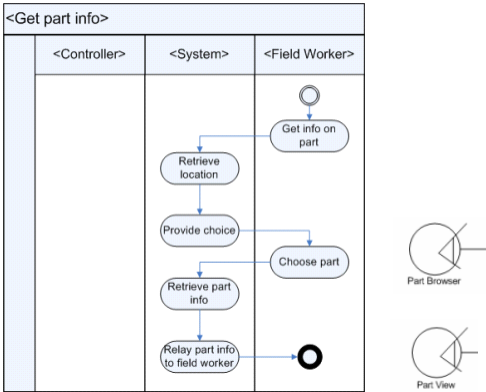 <Get part info>
<Controller>
<System>
<Field Worker>
Get info on
part
Retrieve
location
Provide choice
Choose part
Retrieve part
info
Relay part info
to field worker
Part Browser
Part View